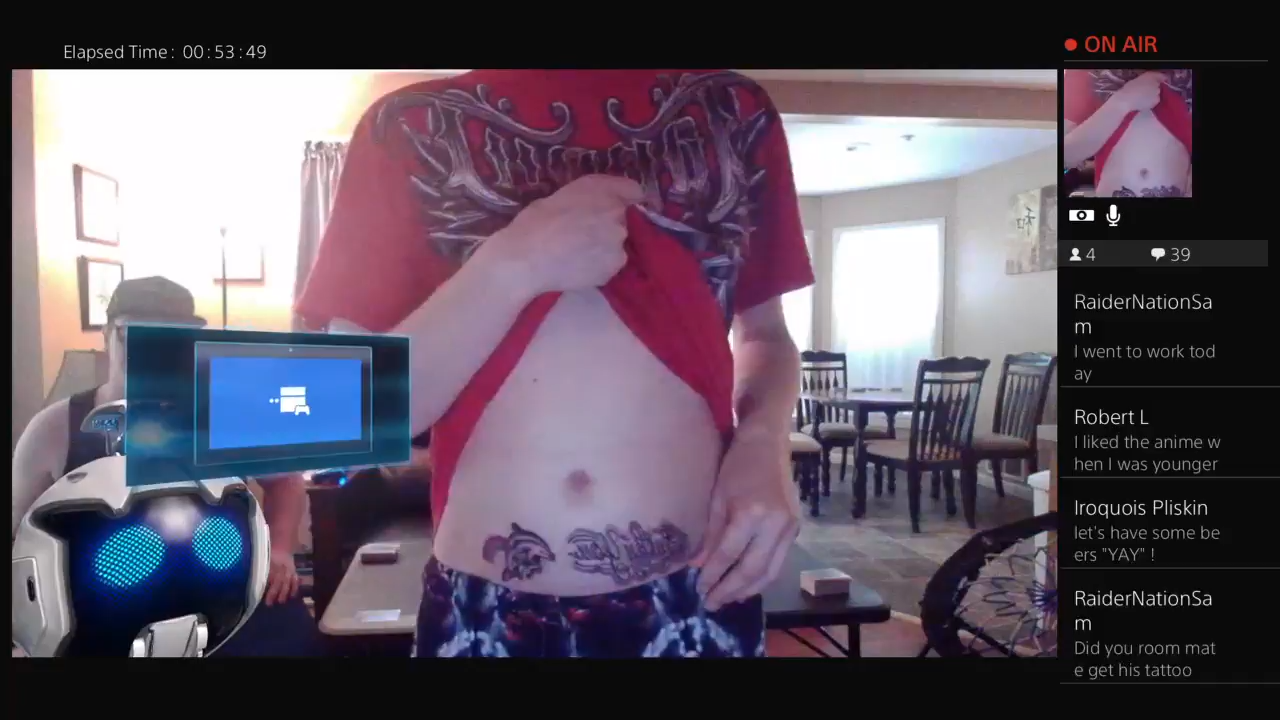 Elapsed Time: 00:53:49
ON AIR
4
39
RaiderNationSa
m
I went to work tod
ay
Robert L
I liked the anime w
hen I was younger
Iroquois Pliskin
let's have some be
ers "YAY" !
RaiderNationSa
m
Did you room mat
e get his tattoo